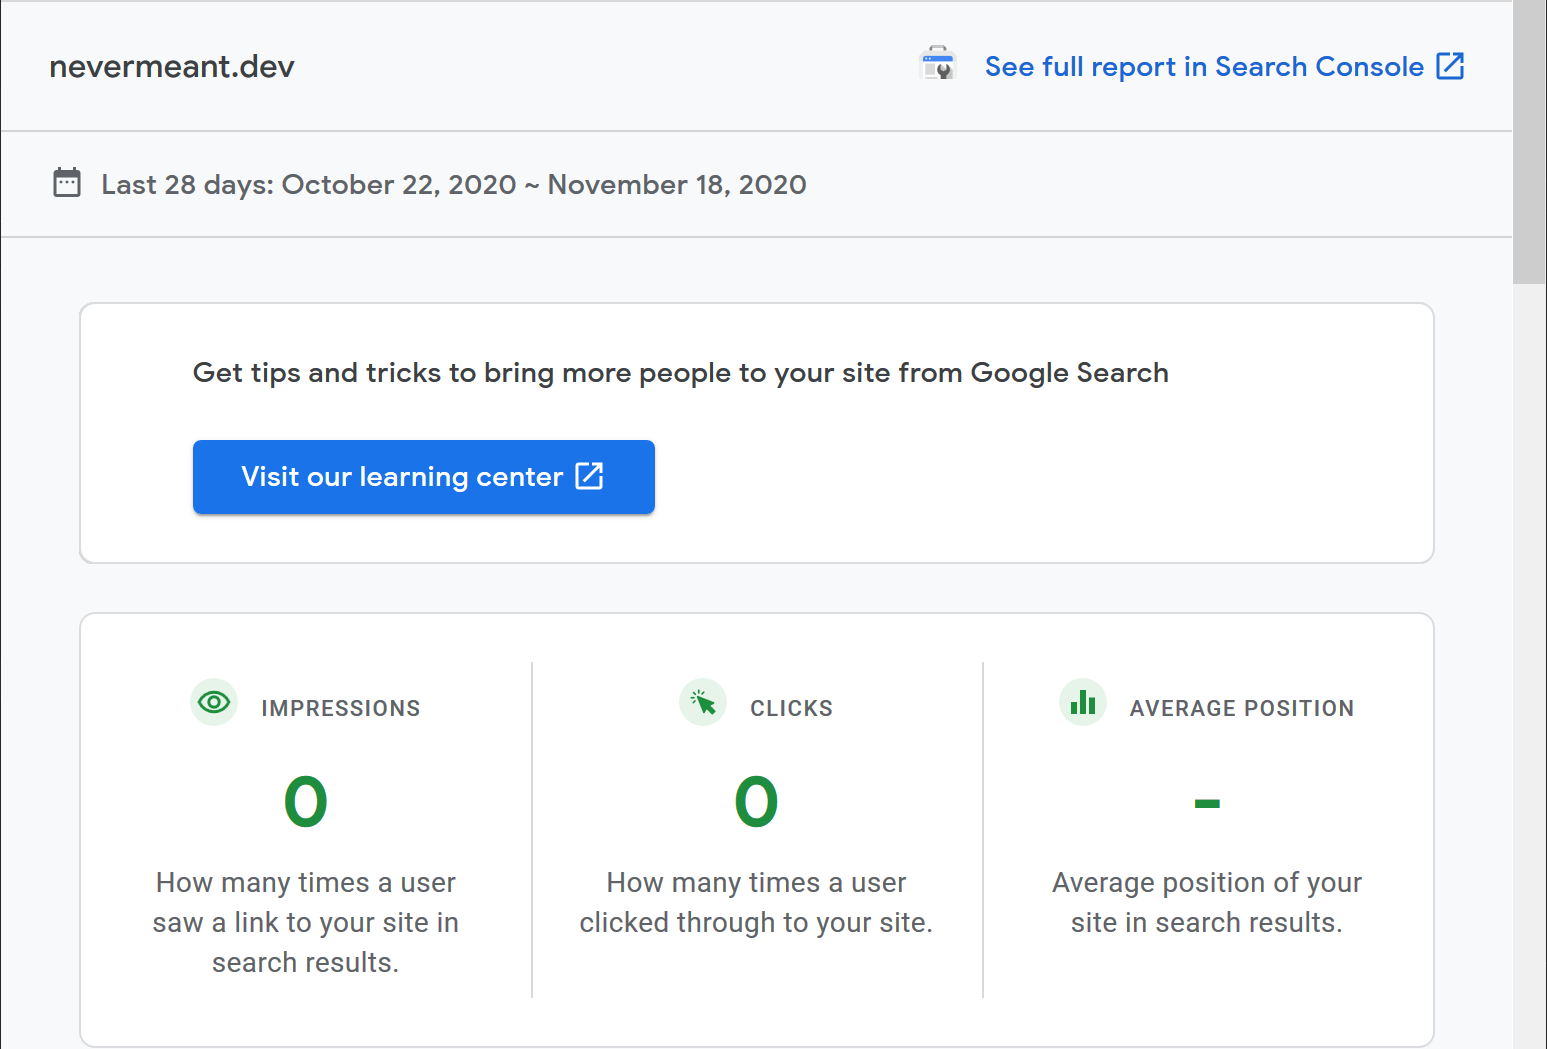 nevermeant.dev
See full report in Search Console
Last 28 days: October 22, 2020 ~ November 18, 2020
Get tips and tricks to bring more people to your site from Google Search
Visit our learning center
IMPRESSIONS
0
How many times a user
saw a link to your site in
search results.
CLICKS
0
How many times a user
clicked through to your site.
AVERAGE POSITION
-
Average position of your
site in search results.